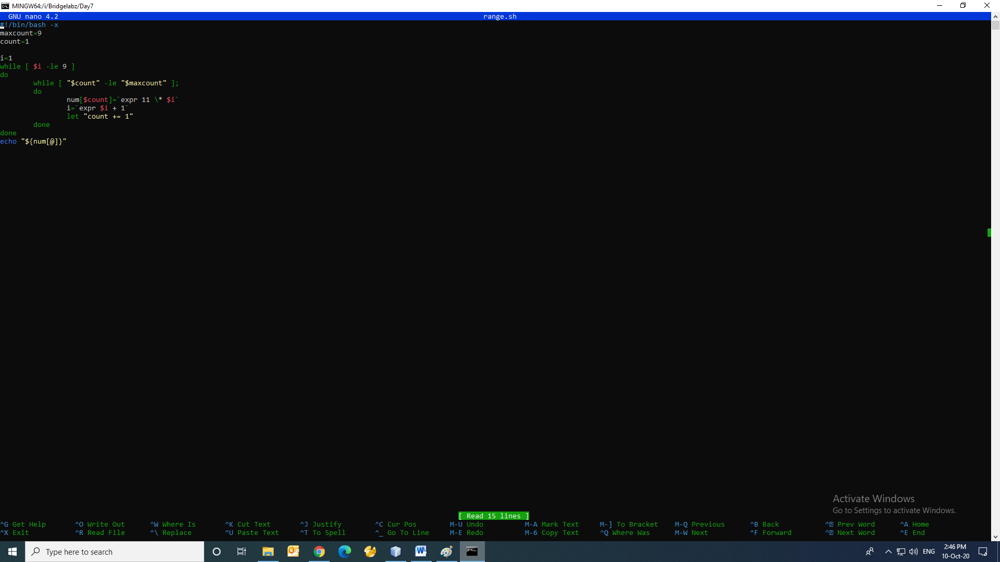 MINGW64:/i/Bridgelabz/Day7
GNU nano 4.2 range.sh
#!/bin/bash -x
maxcount=9
count=1
i=1
while [ $i -le 9 ]
do
while [ "$count" -le "$maxcount" ];
do
num[$count]=`expr 11 \* $i`
i=`expr $i + 1`
let "count += 1"
done
done
echo "${num[@]}"
Activate Windows
Go to Settings to activate Windows.
[ Read 15 lines ]
^G Get Help ^O Write Out ^W Where Is ^K Cut Text ^J Justify ^C Cur Pos M-U Undo M-A Mark Text M-] To Bracket M-Q Previous ^B Back ^ Prev Word ^A Home
^X Exit ^R Read File ^\ Replace ^U Paste Text ^T To Spell ^_ Go To Line M-E Redo M-6 Copy Text ^Q Where Was M-W Next ^F Forward ^ Next Word ^E End
Type here to search
ENG
2:46 PM
10-Oct-20